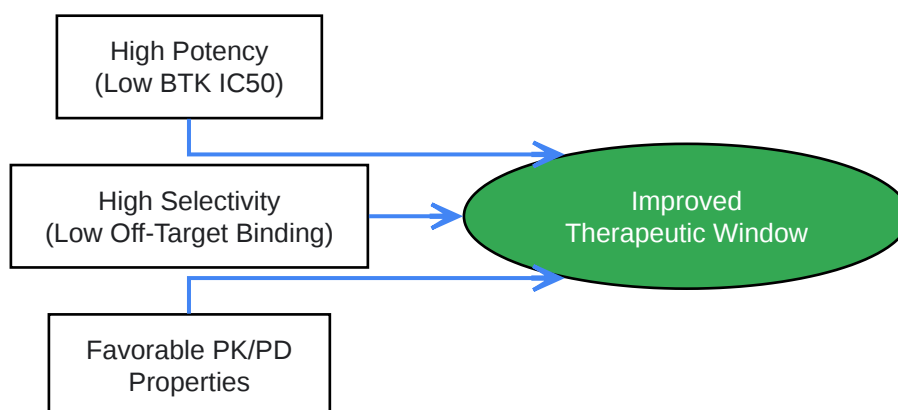 High Potency
(Low BTK IC50)
High Selectivity
(Low Off-Target Binding)
Improved
Therapeutic Window
Favorable PK/PD
Properties